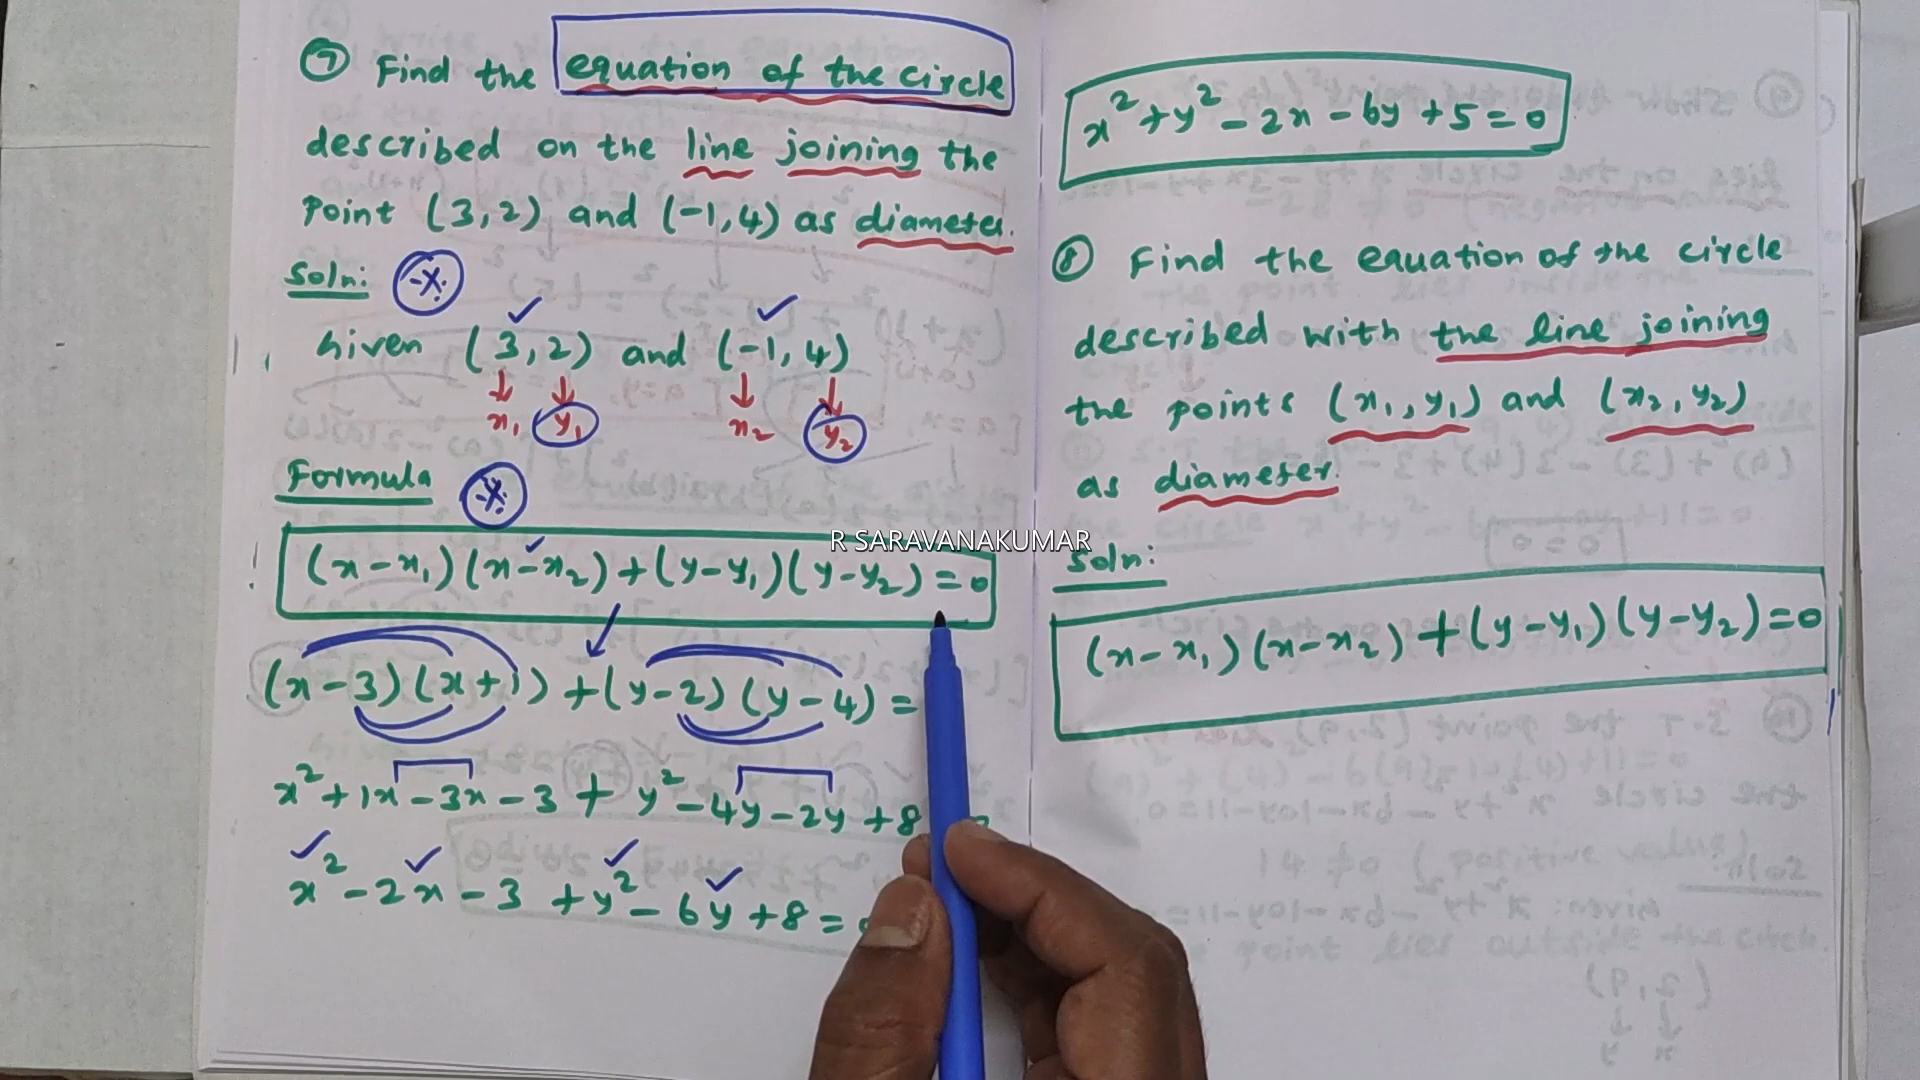 ⑦ Find the equation of the circle
described on the line joining the
point (3,2) and (-1,4) as diameter.
Soln:
Given (3,2) and (-1,4)
x₁ y₁ x₂ y₂
Formula
(x-x₁)(x-x₂)+(y-y₁)(y-y₂)=0
(x-3)(x+1)+(y-2)(y-4)=
x²+1x-3x-3+y²-4y-2y+8
x²-2x-3+y²-6y+8=0
x²+y²-2x-6y+5=0
⑧ Find the equation of the circle
described with the line joining
the points (x₁,y₁) and (x₂,y₂)
as diameter.
Soln:
(x-x₁)(x-x₂)+(y-y₁)(y-y₂)=0
R SARAVANAKUMAR